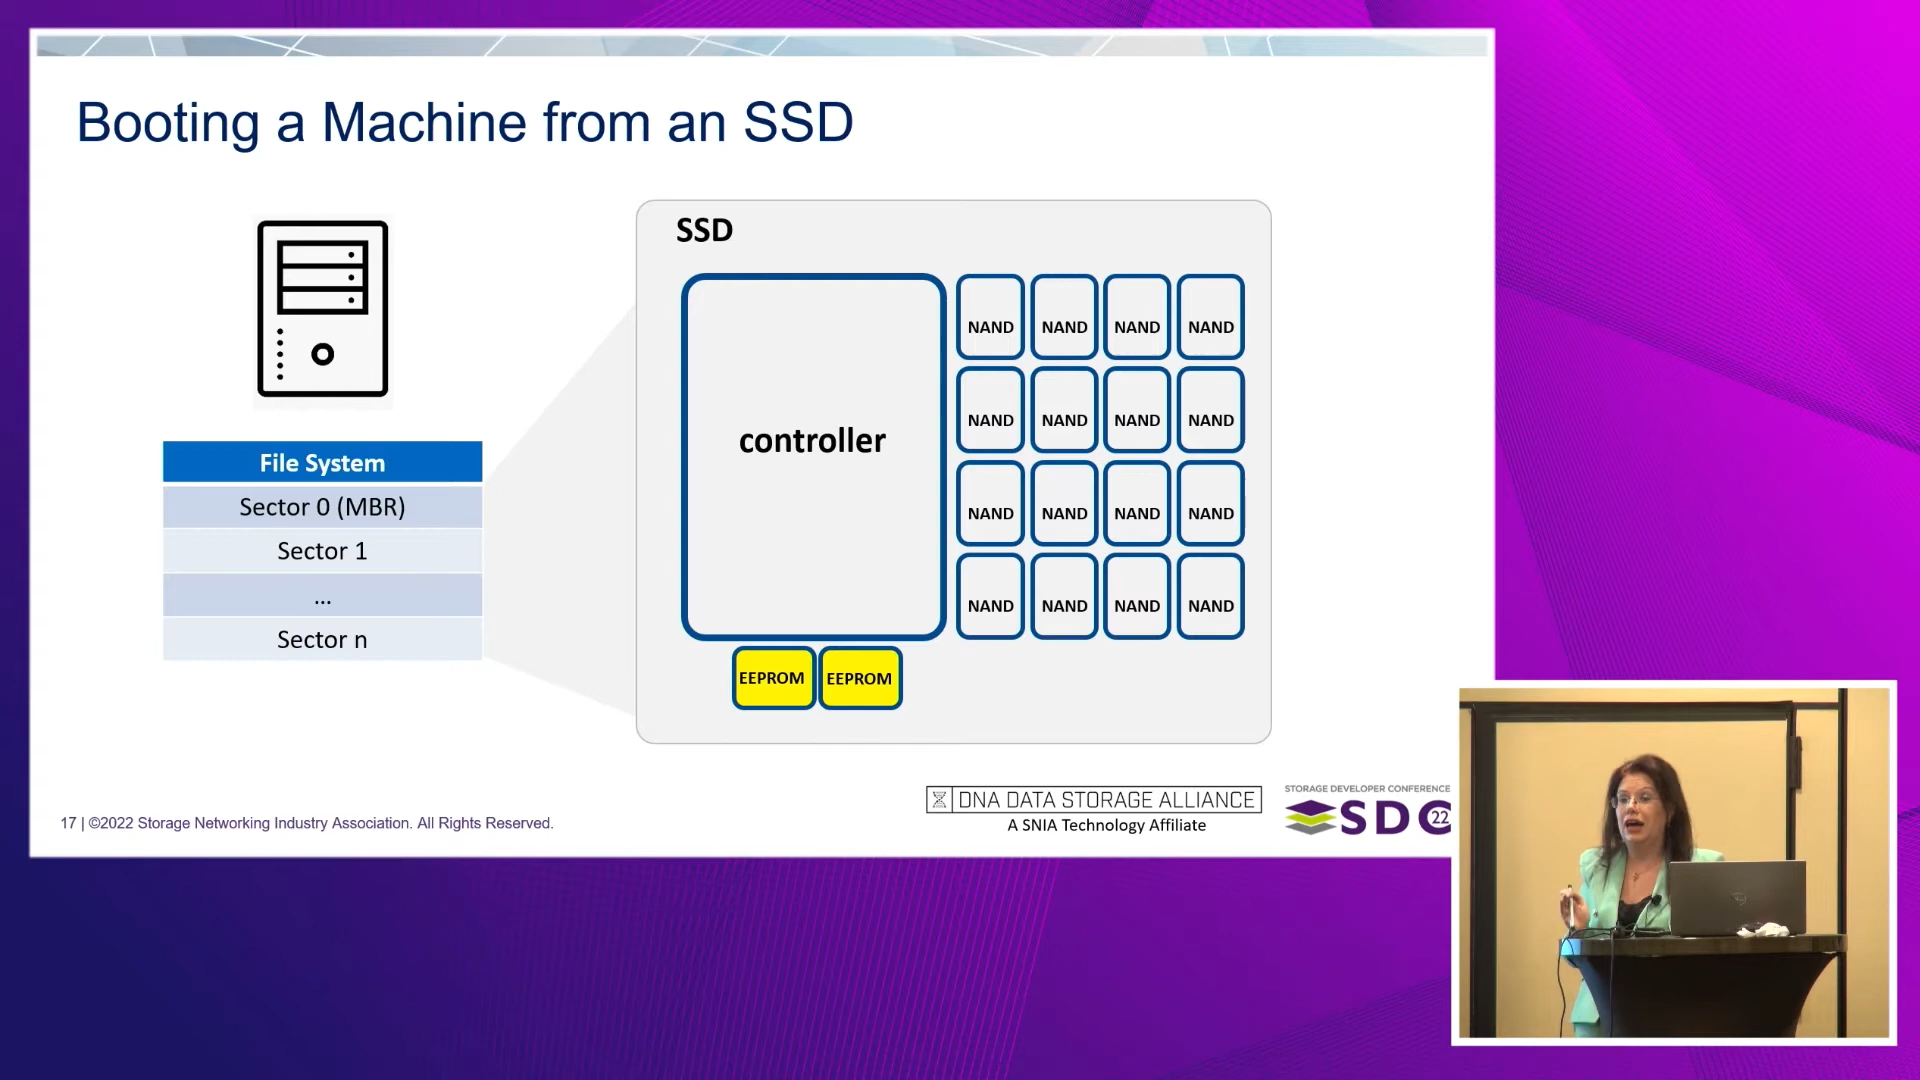 Booting a Machine from an SSD
File System
Sector 0 (MBR)
Sector 1
...
Sector n
SSD
controller
NAND NAND NAND NAND
NAND NAND NAND NAND
NAND NAND NAND NAND
NAND NAND NAND NAND
EEPROM EEPROM
17 | ©2022 Storage Networking Industry Association. All Rights Reserved.
DNA DATA STORAGE ALLIANCE
A SNIA Technology Affiliate
STORAGE DEVELOPER CONFERENCE
SDC 22